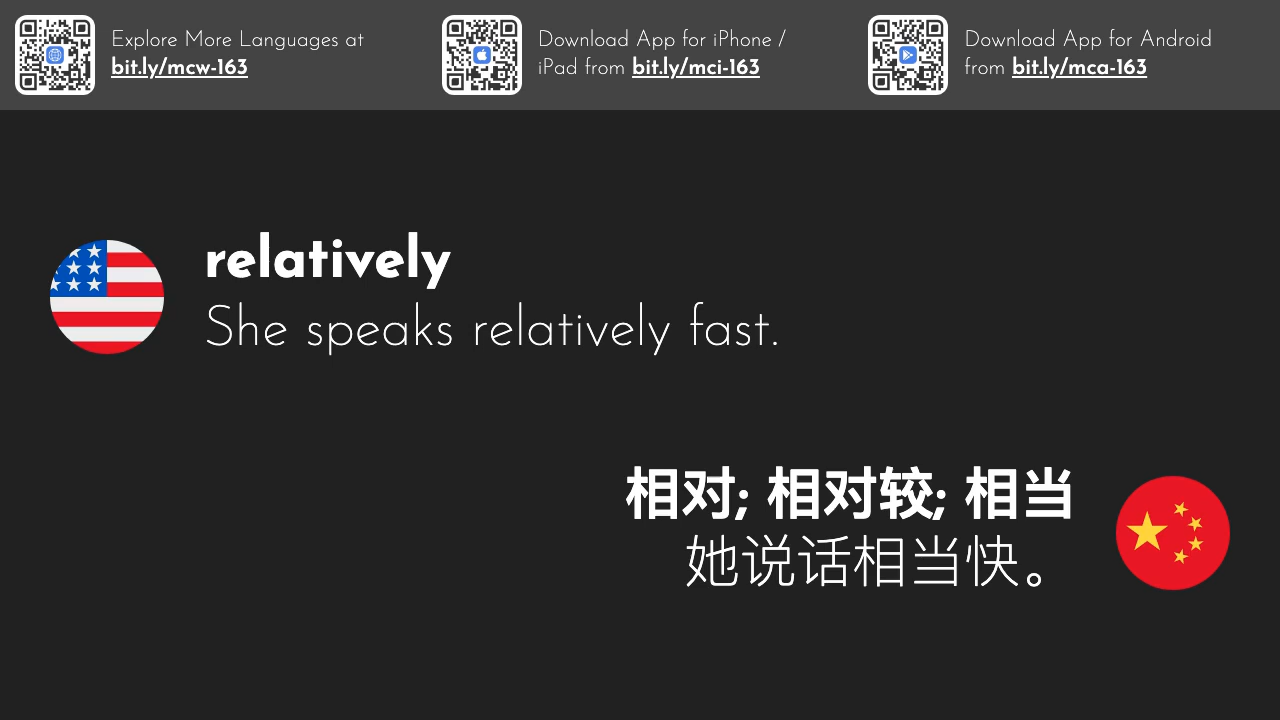 Explore More Languages at
bit.ly/mcw-163
Download App for iPhone /
iPad from bit.ly/mci-163
Download App for Android
from bit.ly/mca-163
relatively
She speaks relatively fast.
相对; 相对较; 相当
她说话相当快。